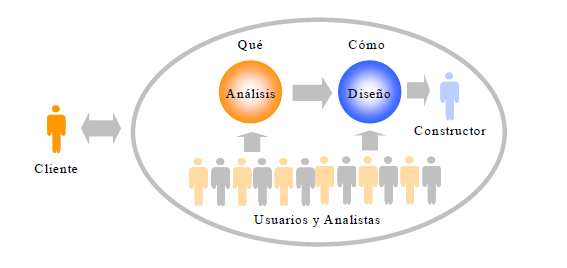 Qué
Cómo
Análisis
Diseño
Constructor
Cliente
Usuarios y Analistas